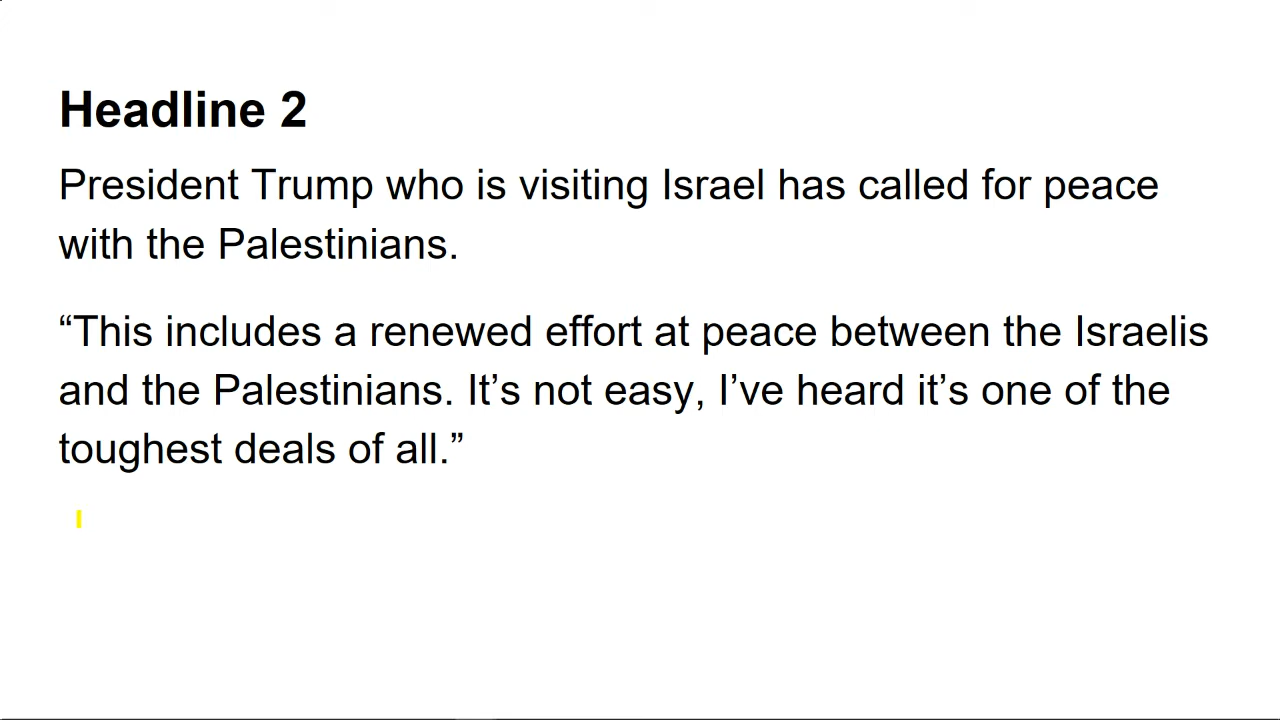 Headline 2
President Trump who is visiting Israel has called for peace
with the Palestinians.
“This includes a renewed effort at peace between the Israelis
and the Palestinians. It’s not easy, I’ve heard it’s one of the
toughest deals of all.”